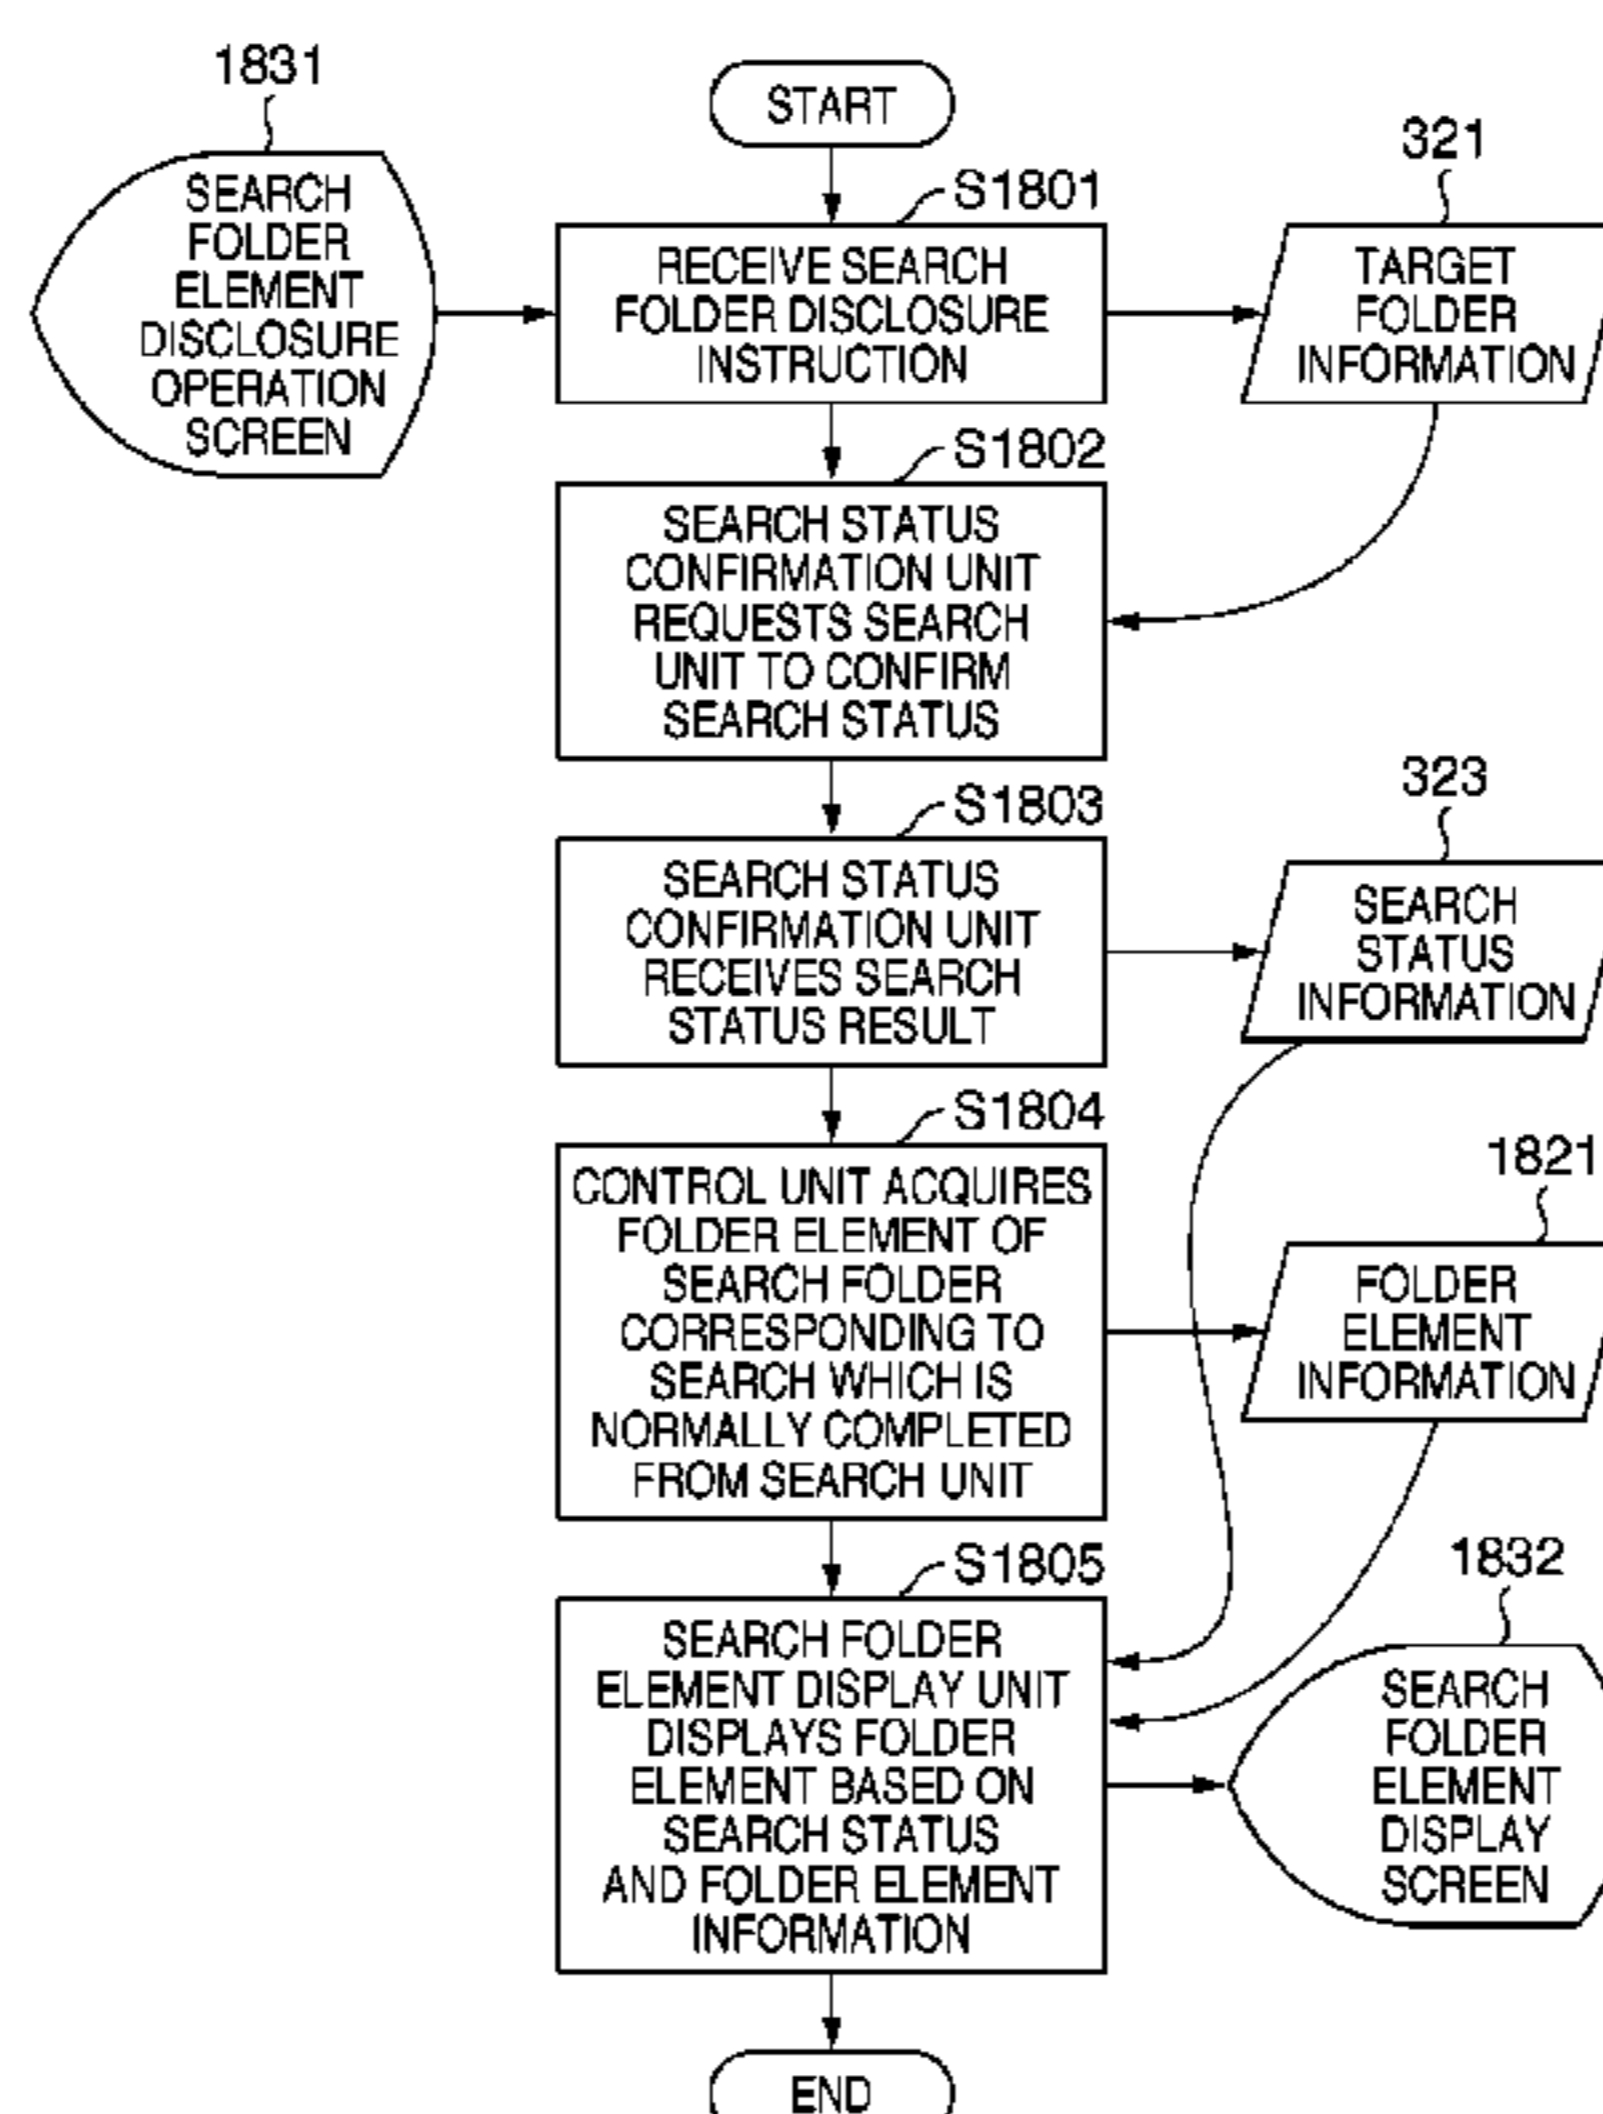 1831
SEARCH
FOLDER
ELEMENT
DISCLOSURE
OPERATION
SCREEN
START
S1801
RECEIVE SEARCH
FOLDER DISCLOSURE
INSTRUCTION
321
TARGET
FOLDER
INFORMATION
S1802
SEARCH STATUS
CONFIRMATION UNIT
REQUESTS SEARCH
UNIT TO CONFIRM
SEARCH STATUS
S1803
SEARCH STATUS
CONFIRMATION UNIT
RECEIVES SEARCH
STATUS RESULT
323
SEARCH
STATUS
INFORMATION
S1804
CONTROL UNIT ACQUIRES
FOLDER ELEMENT OF
SEARCH FOLDER
CORRESPONDING TO
SEARCH WHICH IS
NORMALLY COMPLETED
FROM SEARCH UNIT
1821
FOLDER
ELEMENT
INFORMATION
S1805
SEARCH FOLDER
ELEMENT DISPLAY UNIT
DISPLAYS FOLDER
ELEMENT BASED ON
SEARCH STATUS
AND FOLDER ELEMENT
INFORMATION
1832
SEARCH
FOLDER
ELEMENT
DISPLAY
SCREEN
END